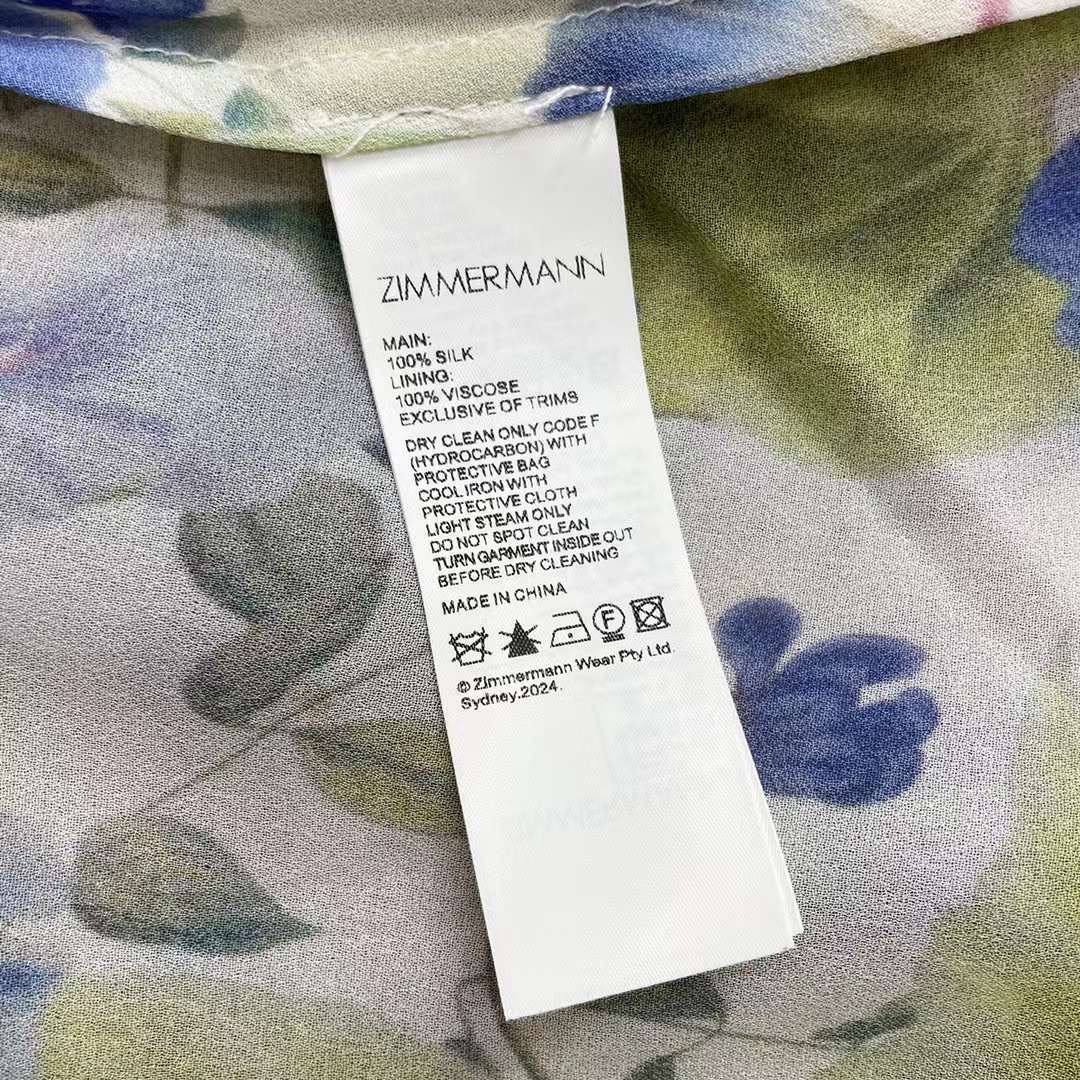 ZIMMERMANN
MAIN:
100% SILK
LINING:
100% VISCOSE
EXCLUSIVE OF TRIMS
DRY CLEAN ONLY CODE F
(HYDROCARBON) WITH
PROTECTIVE BAG
COOL IRON WITH
PROTECTIVE CLOTH
LIGHT STEAM ONLY
DO NOT SPOT CLEAN
TURN GARMENT INSIDE OUT
BEFORE DRY CLEANING
MADE IN CHINA
F
© Zimmermann Wear Pty Ltd.
Sydney.2024.